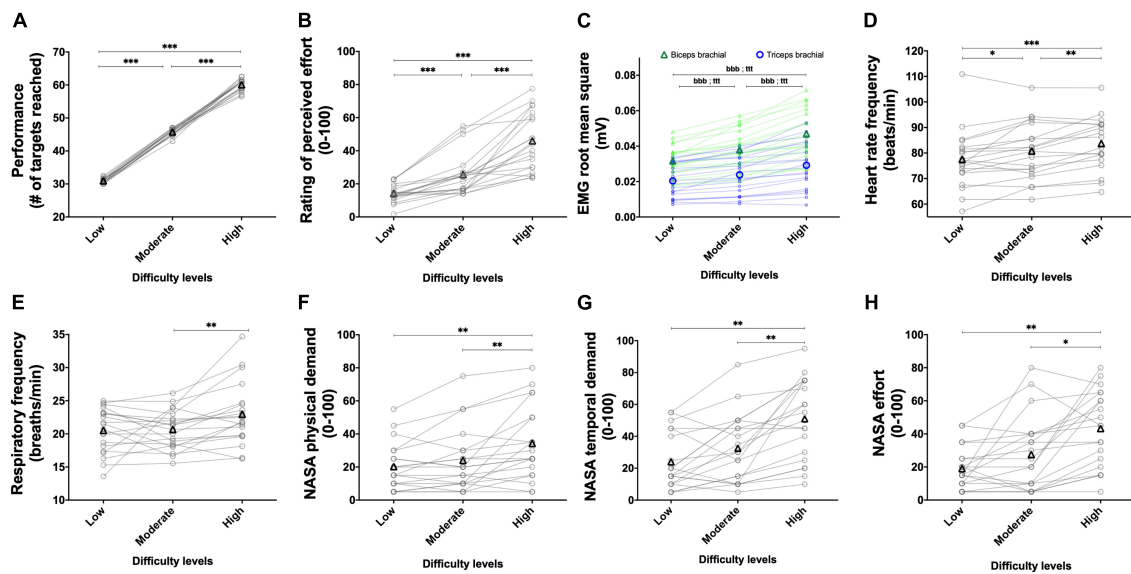 A
Performance
(# of targets reached)
70
60
50
40
30
20
***
***
***
Low
Moderate
High
Difficulty levels
B
Rating of perceived effort
(0-100)
100
80
60
40
20
0
***
***
***
Low
Moderate
High
Difficulty levels
C
EMG root mean square
(mV)
Biceps brachial
Triceps brachial
0.08
0.06
0.04
0.02
0.00
bbb ; ttt
bbb ; ttt
bbb ; ttt
Low
Moderate
High
Difficulty levels
D
Heart rate frequency
(beats/min)
120
110
100
90
80
70
60
***
*
**
Low
Moderate
High
Difficulty levels
E
Respiratory frequency
(breaths/min)
35
30
25
20
15
10
**
Low
Moderate
High
Difficulty levels
F
NASA physical demand
(0-100)
100
80
60
40
20
0
**
**
Low
Moderate
High
Difficulty levels
G
NASA temporal demand
(0-100)
100
80
60
40
20
0
**
**
Low
Moderate
High
Difficulty levels
H
NASA effort
(0-100)
100
80
60
40
20
0
**
*
Low
Moderate
High
Difficulty levels